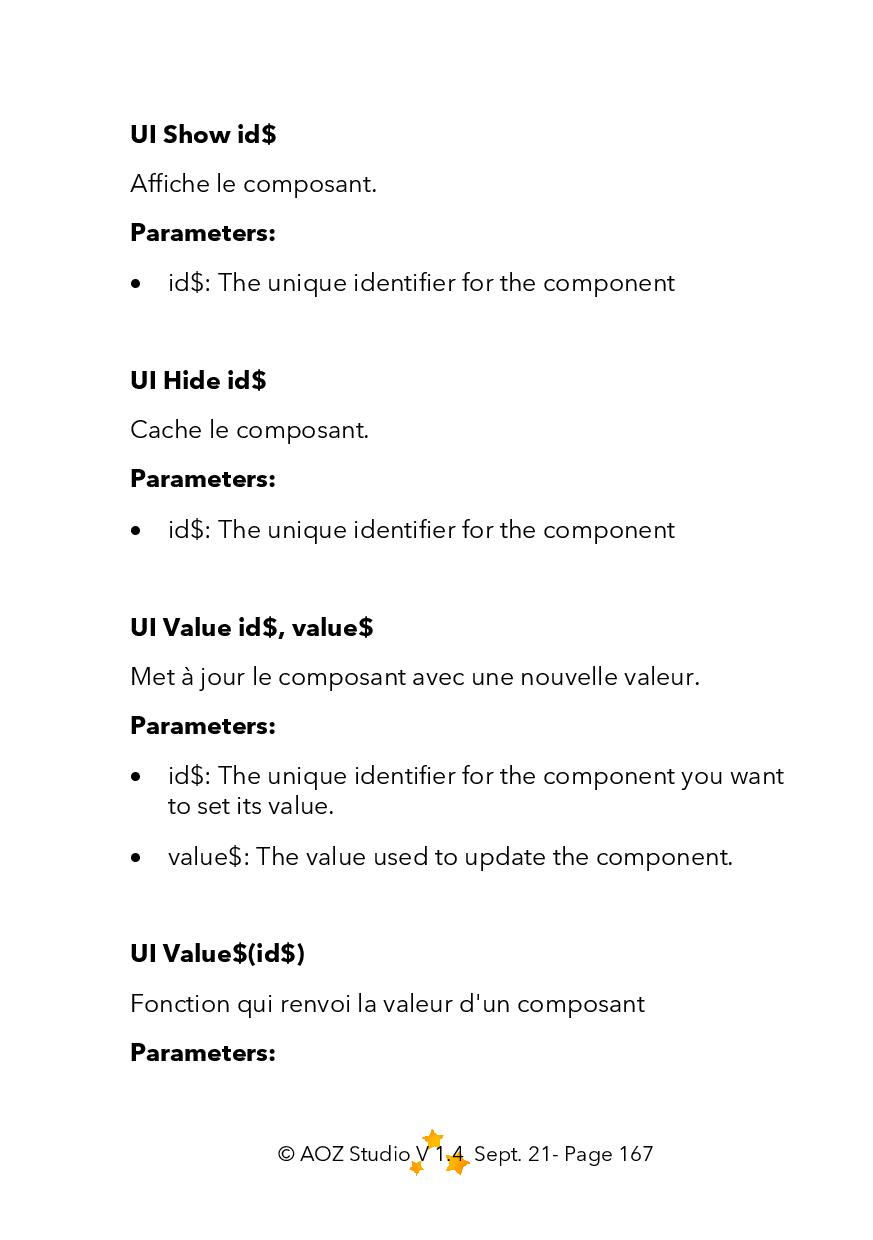 UI Show id$
Affiche le composant.
Parameters:
• id$: The unique identifier for the component
UI Hide id$
Cache le composant.
Parameters:
• id$: The unique identifier for the component
UI Value id$, value$
Met à jour le composant avec une nouvelle valeur.
Parameters:
• id$: The unique identifier for the component you want
to set its value.
• value$: The value used to update the component.
UI Value$(id$)
Fonction qui renvoi la valeur d'un composant
Parameters:
© AOZ Studio V 1.4 Sept. 21- Page 167